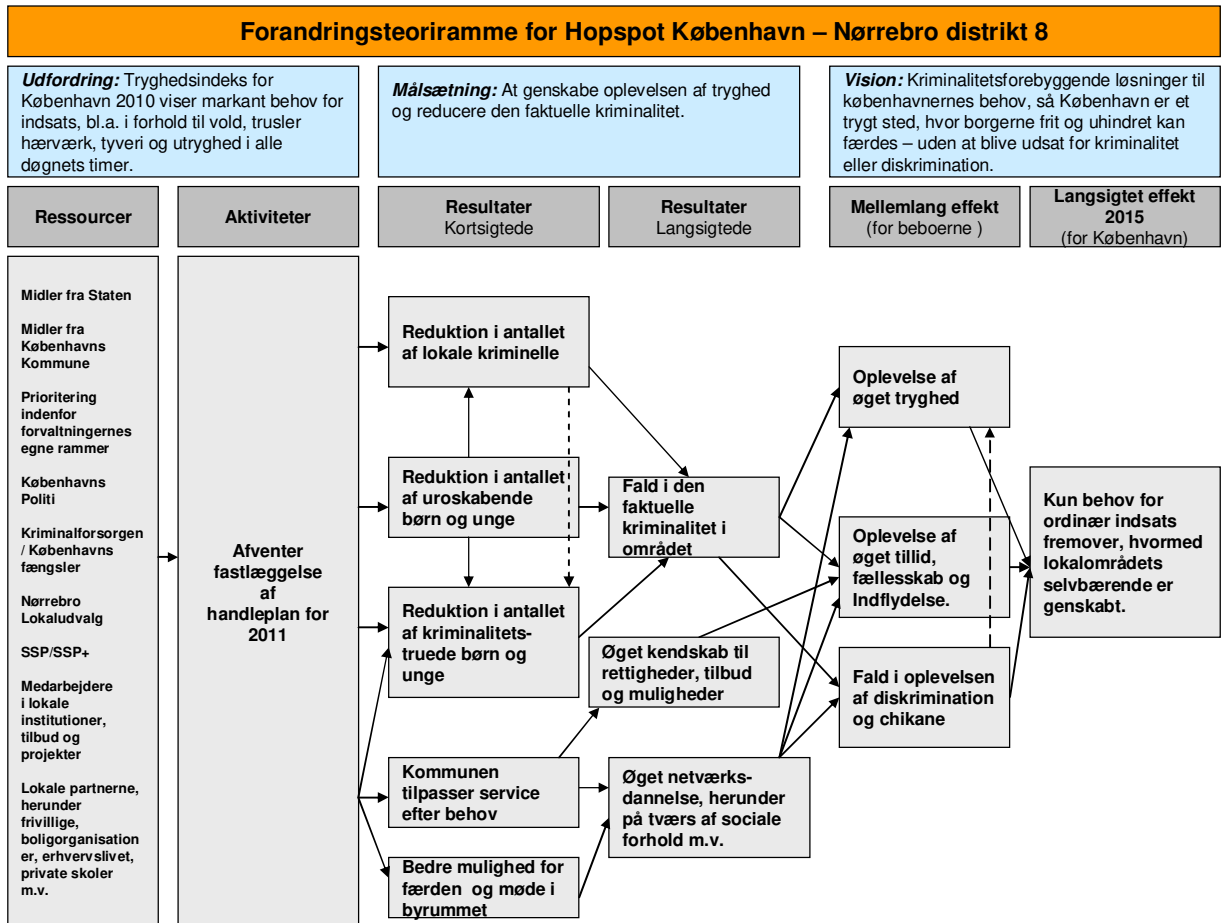 Forandringsteoriramme for Hopspot København – Nørrebro distrikt 8
Udfordring: Tryghedsindeks for
København 2010 viser markant behov for
indsats, bl.a. i forhold til vold, trusler
hærværk, tyveri og utryghed i alle
døgnets timer.
Målsætning: At genskabe oplevelsen af tryghed
og reducere den faktuelle kriminalitet.
Vision: Kriminalitetsforebyggende løsninger til
københavnernes behov, så København er et
trygt sted, hvor borgerne frit og uhindret kan
færdes – uden at blive udsat for kriminalitet
eller diskrimination.
Ressourcer
Aktiviteter
Resultater
Kortsigtede
Resultater
Langsigtede
Mellemlang effekt
(for beboerne )
Langsigtet effekt
2015
(for København)
Midler fra Staten
Midler fra
Københavns
Kommune
Prioritering
indenfor
forvaltningernes
egne rammer
Københavns
Politi
Kriminalforsorgen
/ Københavns
fængsler
Nørrebro
Lokaludvalg
SSP/SSP+
Medarbejdere
i lokale
institutioner,
tilbud og
projekter
Lokale partnerne,
herunder
frivillige,
boligorganisation
er, erhvervslivet,
private skoler
m.v.
Afventer
fastlæggelse
af
handleplan for
2011
Reduktion i antallet
af lokale kriminelle
Reduktion i antallet
af uroskabende
børn og unge
Reduktion i antallet
af kriminalitets-
truede børn og
unge
Kommunen
tilpasser service
efter behov
Bedre mulighed for
færden og møde i
byrummet
Fald i den
faktuelle
kriminalitet i
området
Øget kendskab til
rettigheder, tilbud
og muligheder
Øget netværks-
dannelse, herunder
på tværs af sociale
forhold m.v.
Oplevelse af
øget tryghed
Oplevelse af
øget tillid,
fællesskab og
Indflydelse.
Fald i oplevelsen
af diskrimination
og chikane
Kun behov for
ordinær indsats
fremover, hvormed
lokalområdets
selvbærende er
genskabt.